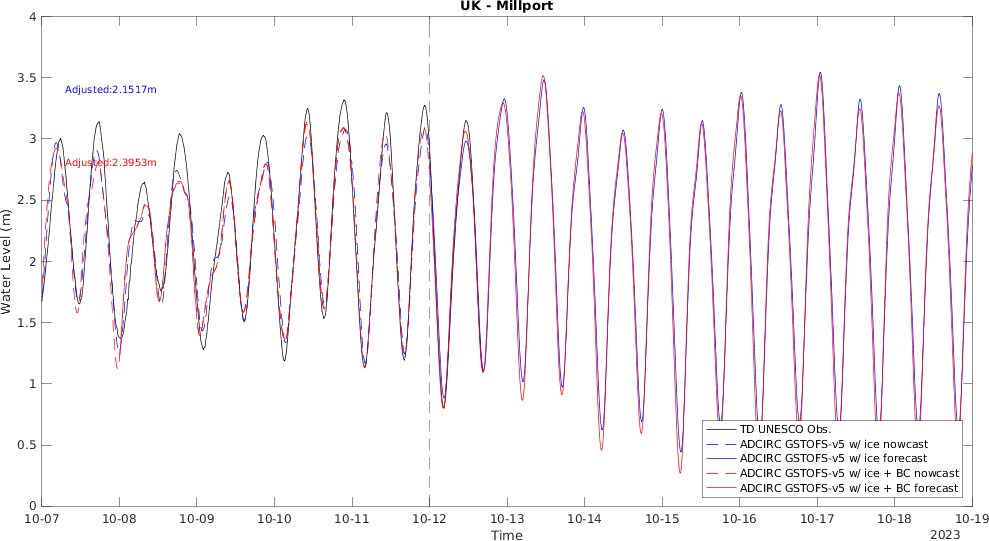 UK - Millport
4
3.5
3
2.5
2
1.5
1
0.5
0
Water Level (m)
Adjusted:2.1517m
Adjusted:2.3953m
TD UNESCO Obs.
ADCIRC GSTOFS-v5 w/ ice nowcast
ADCIRC GSTOFS-v5 w/ ice forecast
ADCIRC GSTOFS-v5 w/ ice + BC nowcast
ADCIRC GSTOFS-v5 w/ ice + BC forecast
10-07 10-08 10-09 10-10 10-11 10-12 10-13 10-14 10-15 10-16 10-17 10-18 10-19
Time
2023